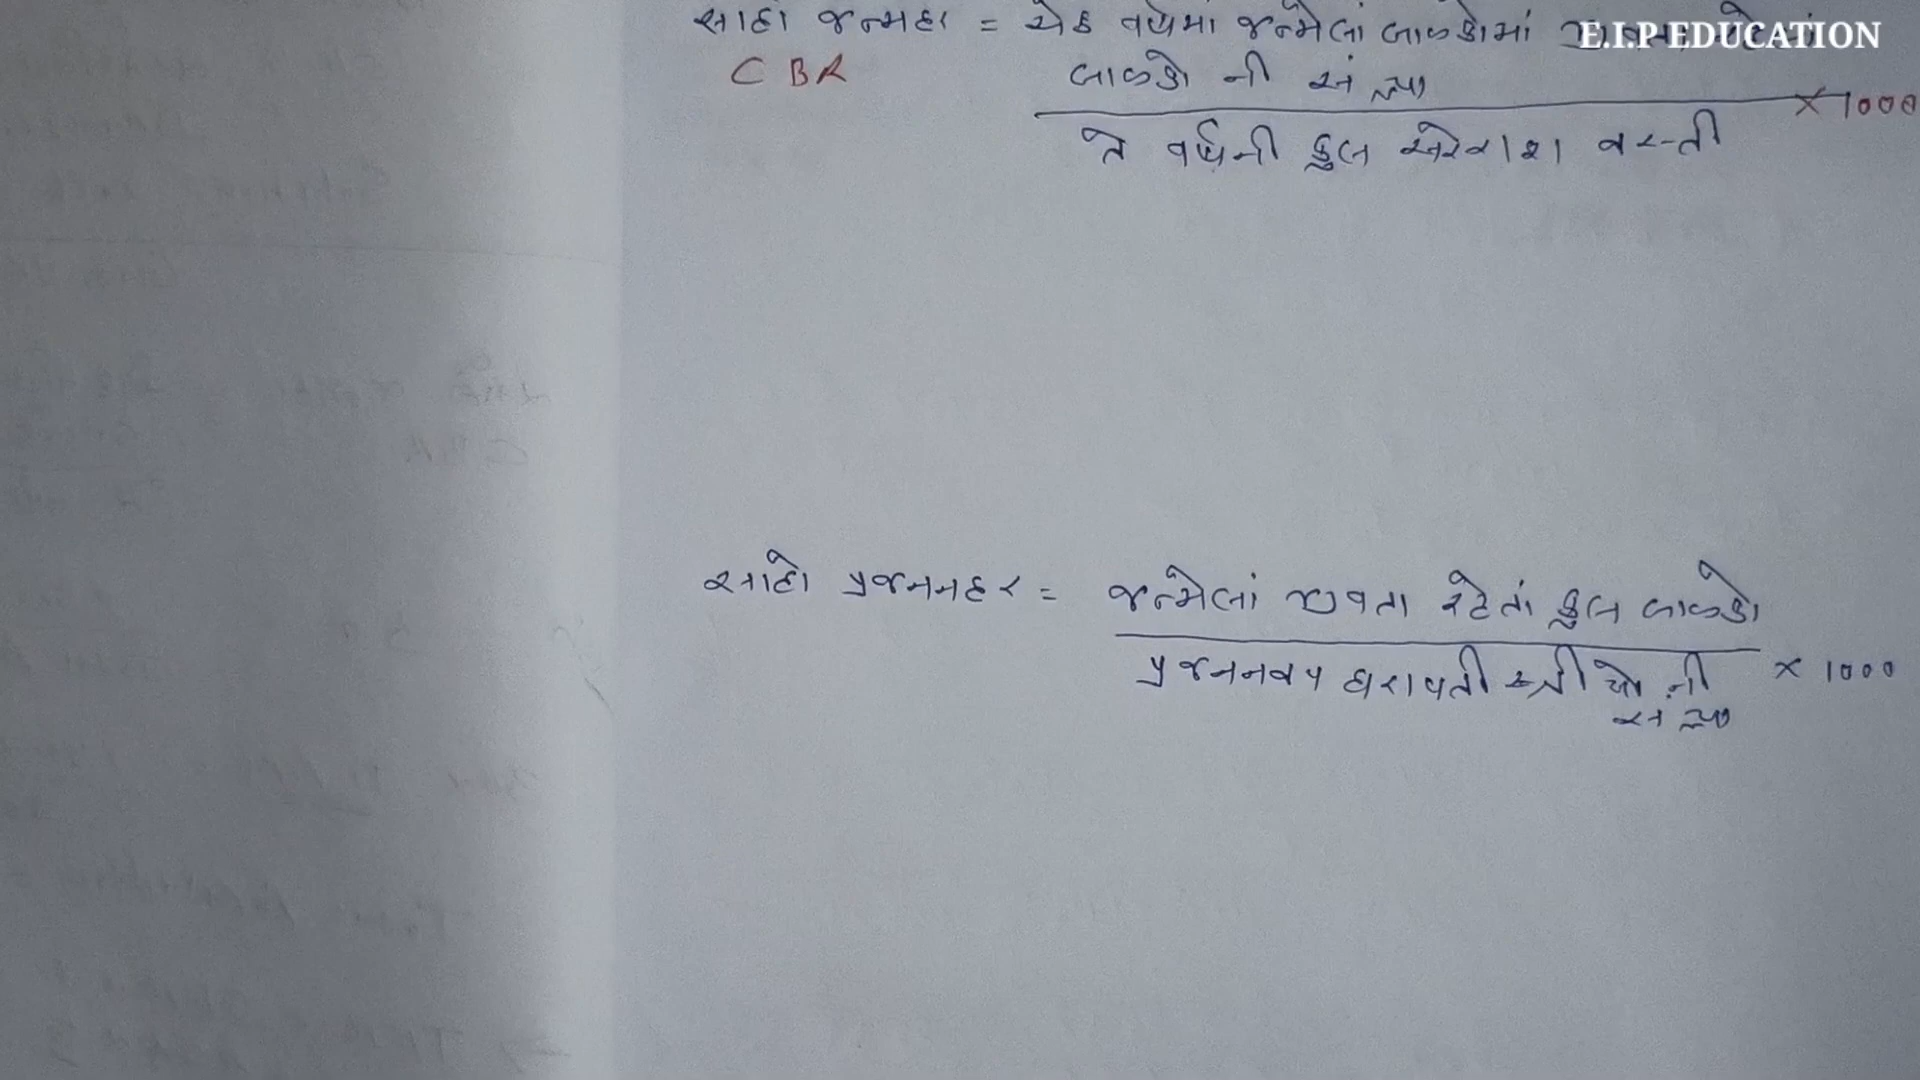 સાદો જન્મદર = એક વર્ષમાં જન્મેલાં બાળકોમાં
E.I.P EDUCATION
CBR
બાળકો ની સંખ્યા
× 1000
તે વર્ષની કુલ સરેરાશ વસ્તી
સાદો પ્રજનનદર = જન્મેલાં જીવતા રહેતાં કુલ બાળકો
પ્રજનનવય ધરાવતી સ્ત્રીઓ ની × 1000
સંખ્યા